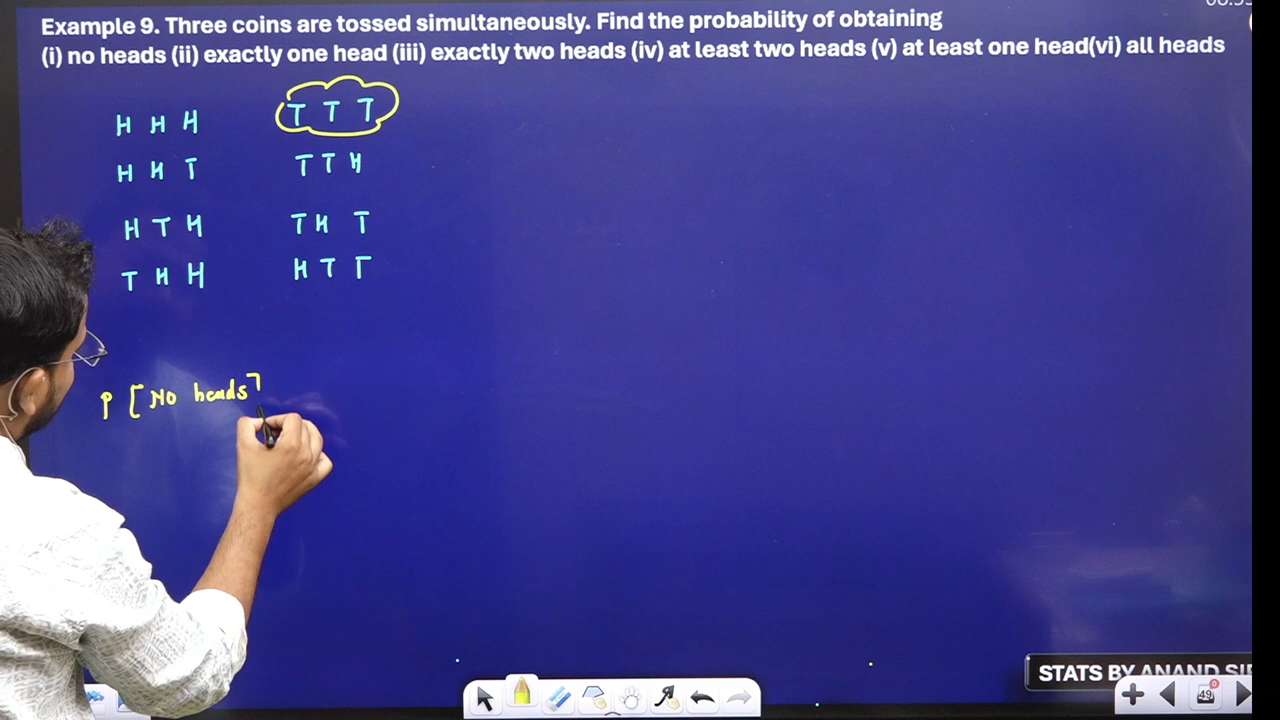 Example 9. Three coins are tossed simultaneously. Find the probability of obtaining
(i) no heads (ii) exactly one head (iii) exactly two heads (iv) at least two heads (v) at least one head(vi) all heads
H H H
H H T
H T H
T H H
T T T
T T H
T H T
H T T
P [No heads]
STATS BY ANAND
49